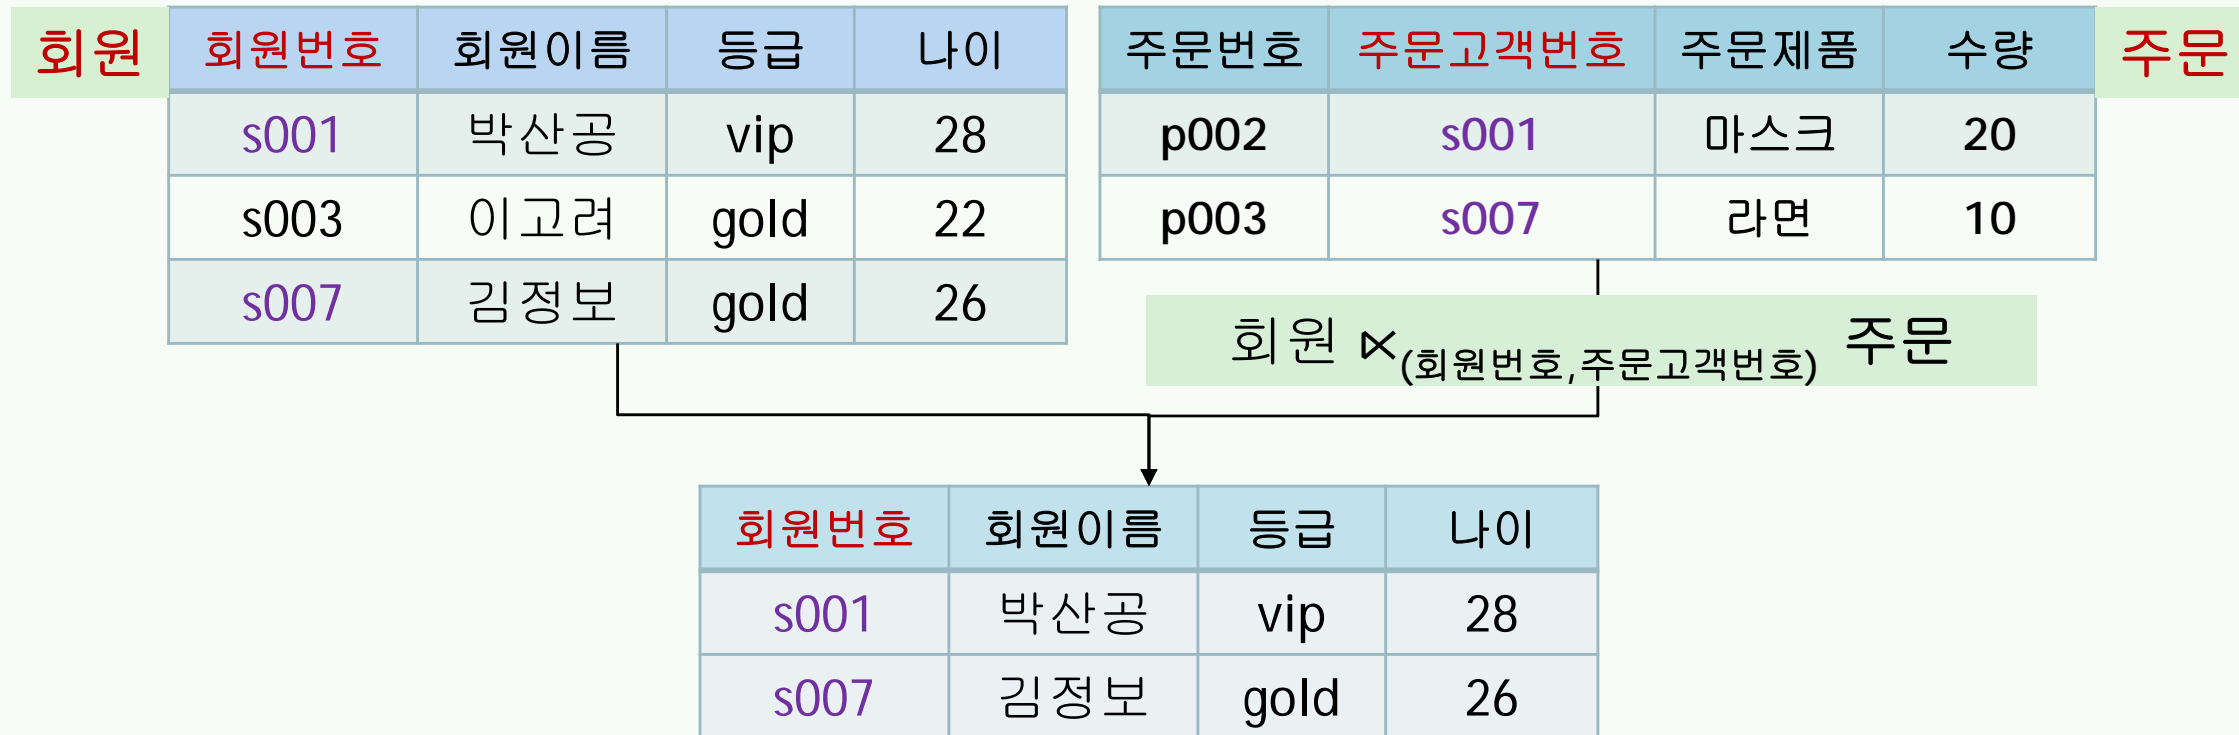 회원
회원번호 회원이름 등급 나이
s001 박산공 vip 28
s003 이고려 gold 22
s007 김정보 gold 26
주문번호 주문고객번호 주문제품 수량
주문
p002 s001 마스크 20
p003 s007 라면 10
회원 ⋉(회원번호,주문고객번호) 주문
회원번호 회원이름 등급 나이
s001 박산공 vip 28
s007 김정보 gold 26